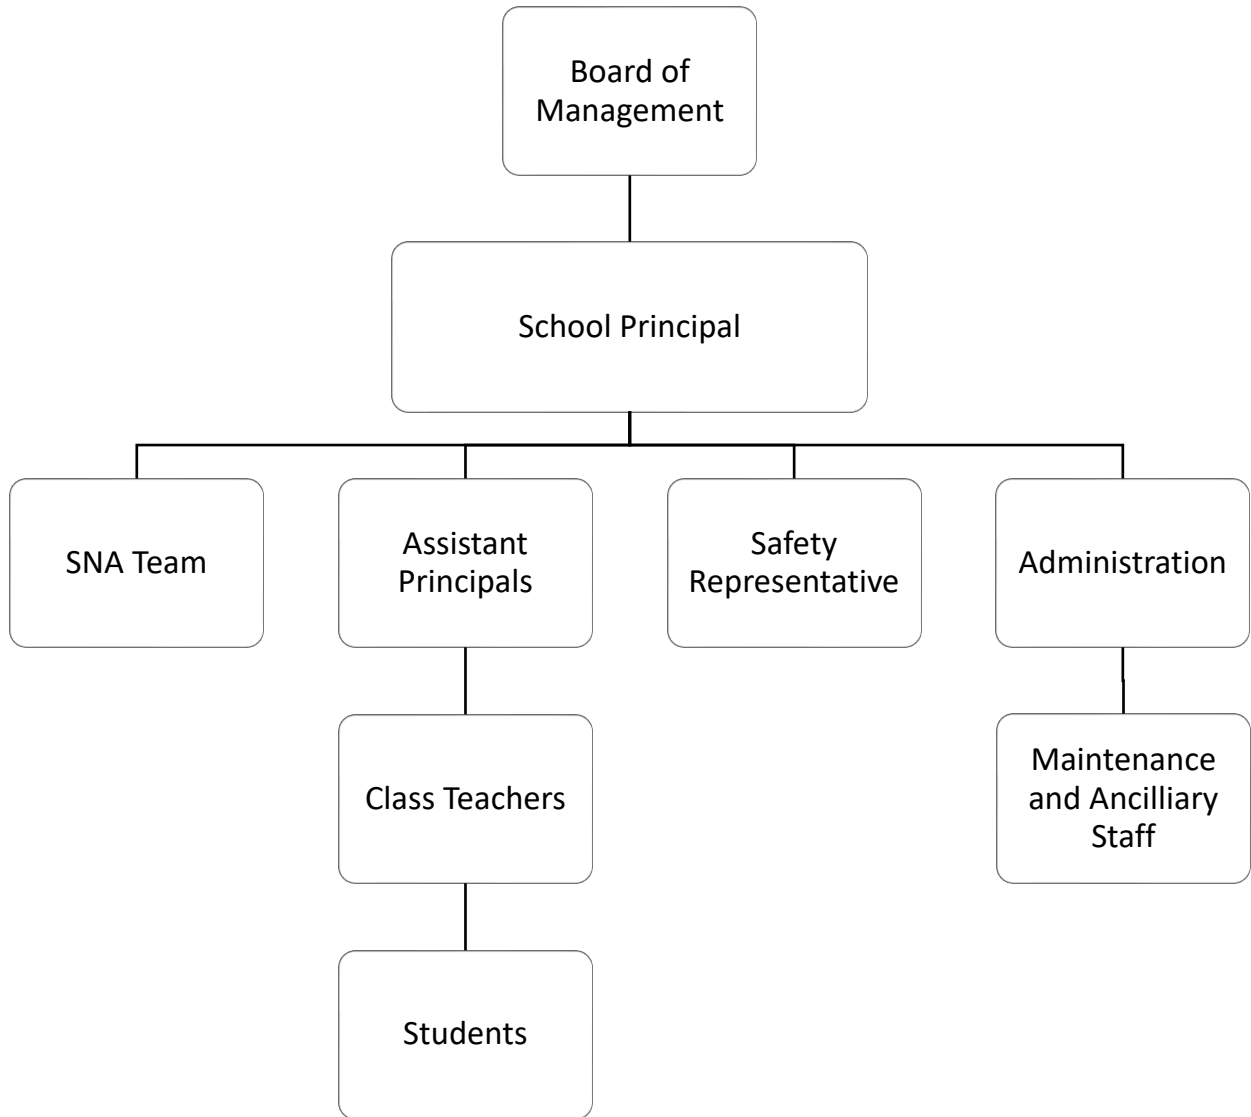 Board of
Management
School Principal
SNA Team
Assistant
Principals
Safety
Representative
Administration
Class Teachers
Maintenance
and Ancilliary
Staff
Students